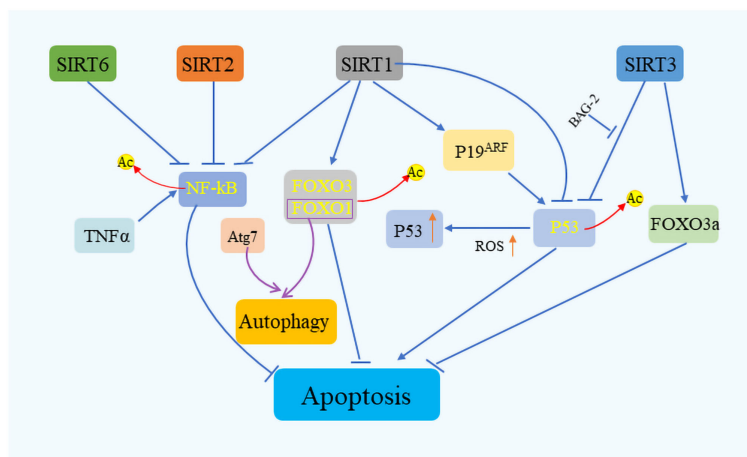 SIRT6
SIRT2
SIRT1
SIRT3
BAG-2
P19ARF
Ac
NF-kB
FOXO3
FOXO1
Ac
Ac
TNFα
Atg7
P53
ROS
P53
FOXO3a
Autophagy
Apoptosis